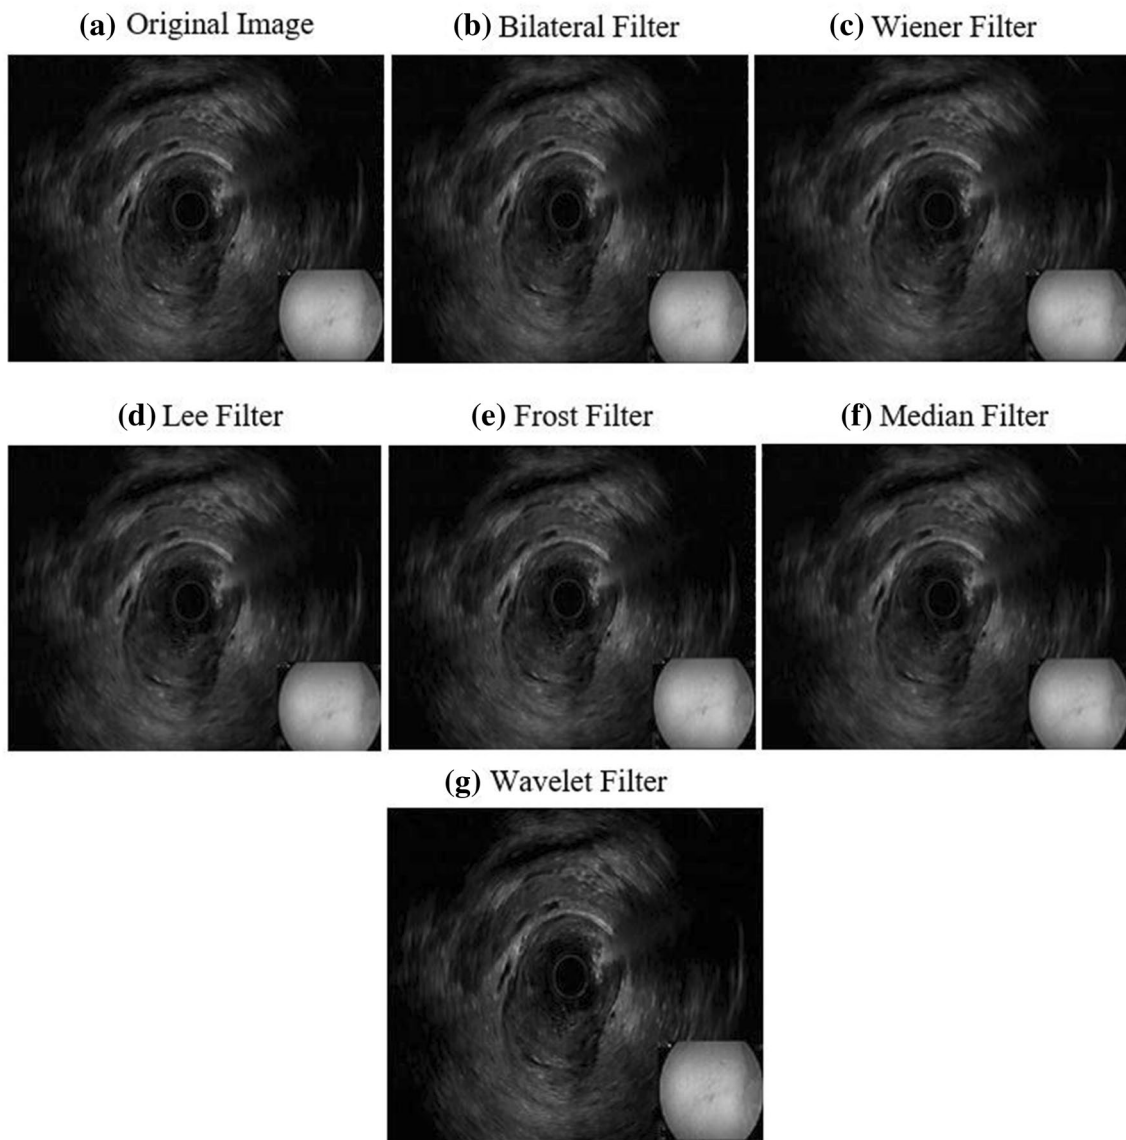 (a) Original Image
(b) Bilateral Filter
(c) Wiener Filter
(d) Lee Filter
(e) Frost Filter
(f) Median Filter
(g) Wavelet Filter